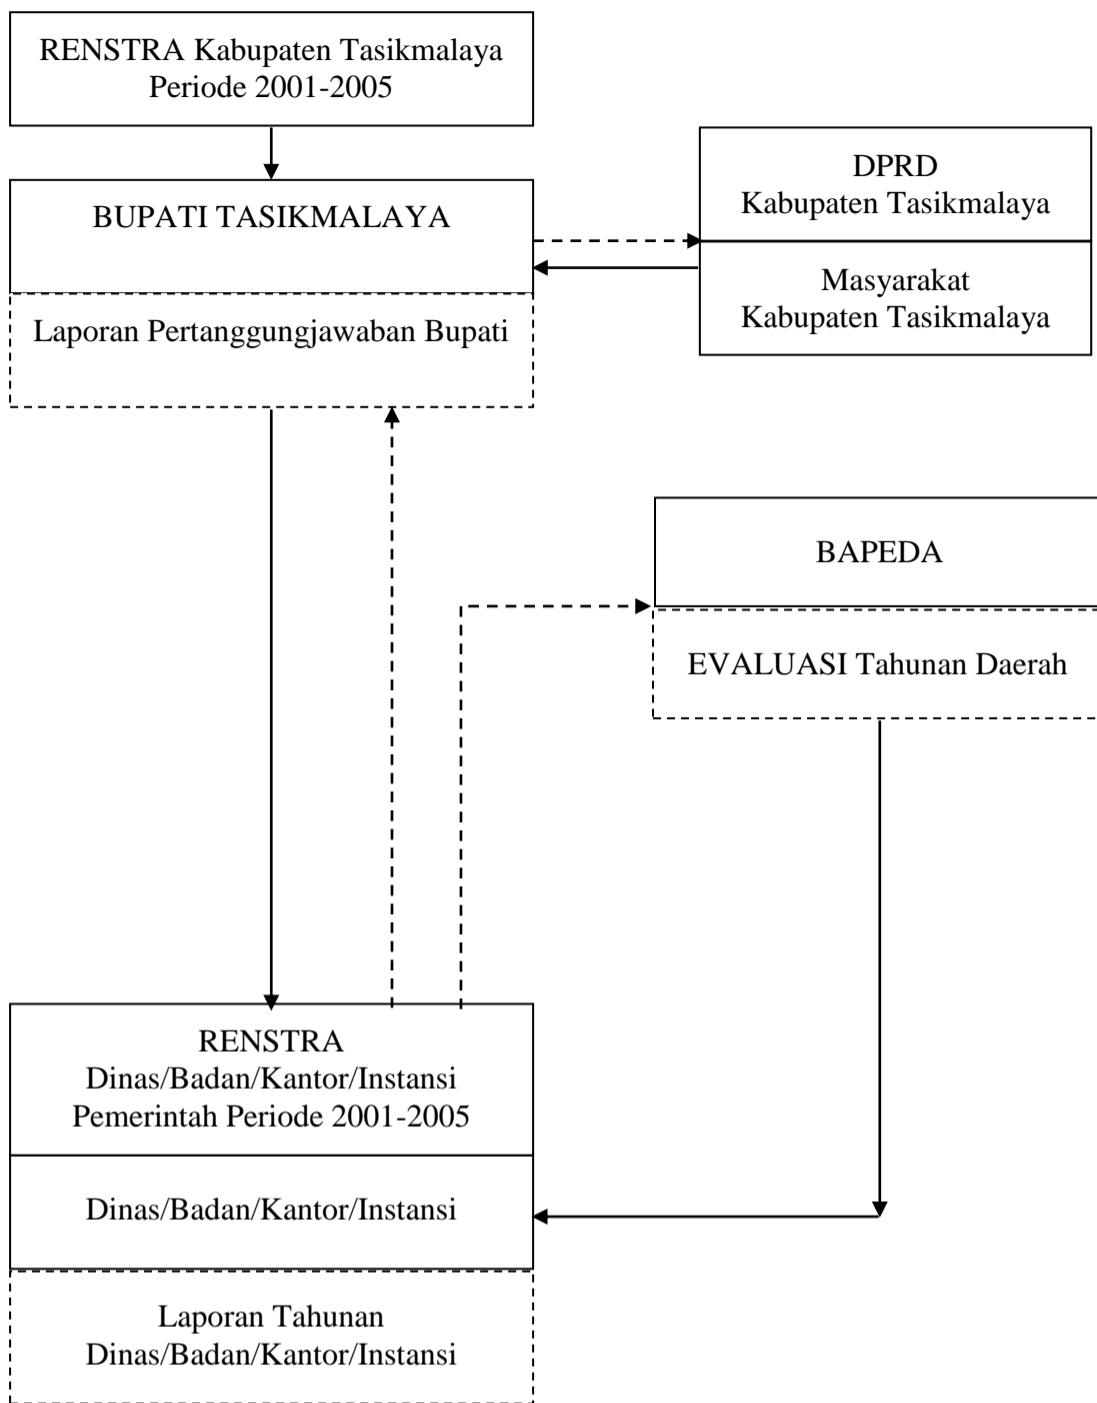 RENSTRA Kabupaten Tasikmalaya
Periode 2001-2005
BUPATI TASIKMALAYA
Laporan Pertanggungjawaban Bupati
DPRD
Kabupaten Tasikmalaya
Masyarakat
Kabupaten Tasikmalaya
BAPEDA
EVALUASI Tahunan Daerah
RENSTRA
Dinas/Badan/Kantor/Instansi
Pemerintah Periode 2001-2005
Dinas/Badan/Kantor/Instansi
Laporan Tahunan
Dinas/Badan/Kantor/Instansi